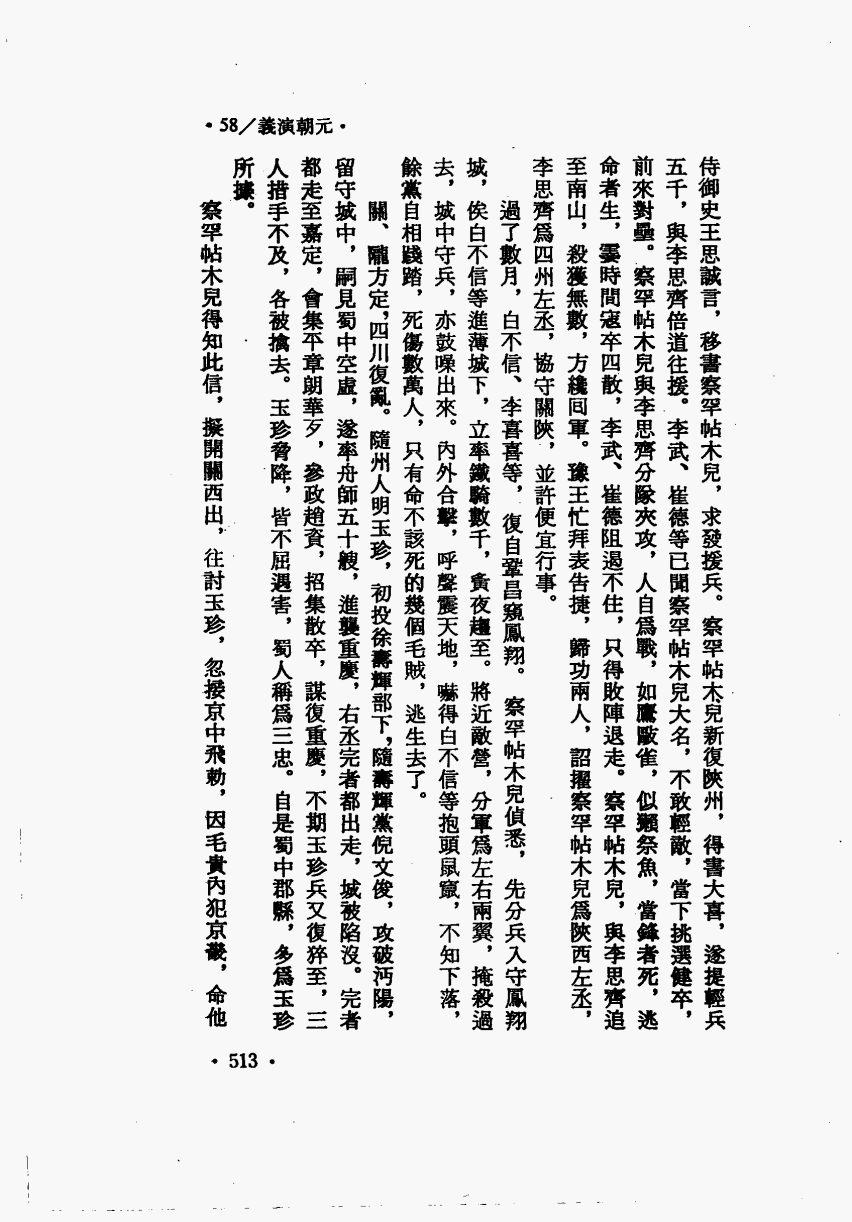 •58／義演朝元•
侍御史王思誠言，移書察罕帖木兒，求發援兵。察罕帖木兒新復陝州，得書大喜，遂提輕兵
五千，與李思齊倍道往援。李武、崔德等已聞察罕帖木兒大名，不敢輕敵，當下挑選健卒，
前來對壘。察罕帖木兒與李思齊分隊夾攻，人自爲戰，如鷹敺雀，似獺祭魚，當鋒者死，逃
命者生，霎時間寇卒四散，李武、崔德阻遏不住，只得敗陣退走。察罕帖木兒，與李思齊追
至南山，殺獲無數，方纔囘軍。豫王忙拜表告捷，歸功兩人，詔擢察罕帖木兒爲陝西左丞，
李思齊爲四州左丞，協守關陝，並許便宜行事。
過了數月，白不信、李喜喜等，復自鞏昌窺鳳翔。察罕帖木兒偵悉，先分兵入守鳳翔
城，俟白不信等進薄城下，立率鐵騎數千，夤夜趨至。將近敵營，分軍爲左右兩翼，掩殺過
去，城中守兵，亦鼓噪出來。內外合擊，呼聲震天地，嚇得白不信等抱頭鼠竄，不知下落，
餘黨自相踐踏，死傷數萬人，只有命不該死的幾個毛賊，逃生去了。
關、隴方定，四川復亂。隨州人明玉珍，初投徐壽輝部下，隨壽輝黨倪文俊，攻破沔陽，
留守城中，嗣見蜀中空虛，遂率舟師五十艘，進襲重慶，右丞完者都出走，城被陷沒。完者
都走至嘉定，會集平章朗華歹，參政趙資，招集散卒，謀復重慶，不期玉珍兵又復猝至，三
人措手不及，各被擒去。玉珍脅降，皆不屈遇害，蜀人稱爲三忠。自是蜀中郡縣，多爲玉珍
所據。
察罕帖木兒得知此信，擬開關西出，往討玉珍，忽接京中飛勅，因毛貴內犯京畿，命他
•513•